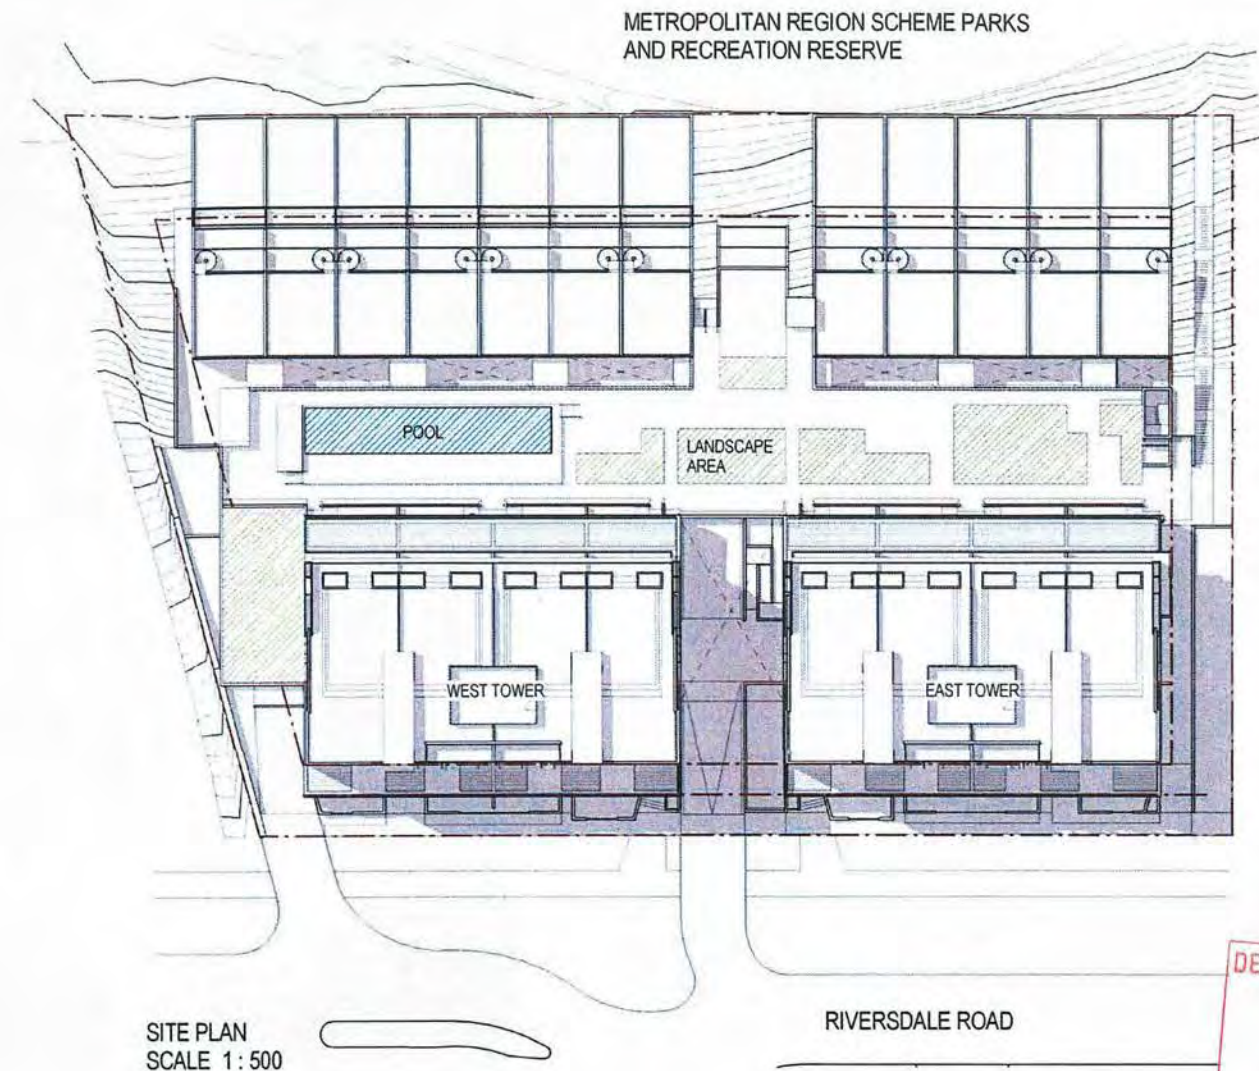 METROPOLITAN REGION SCHEME PARKS
AND RECREATION RESERVE
POOL
LANDSCAPE
AREA
WEST TOWER
EAST TOWER
DE
RIVERSDALE ROAD
SITE PLAN
SCALE 1 : 500